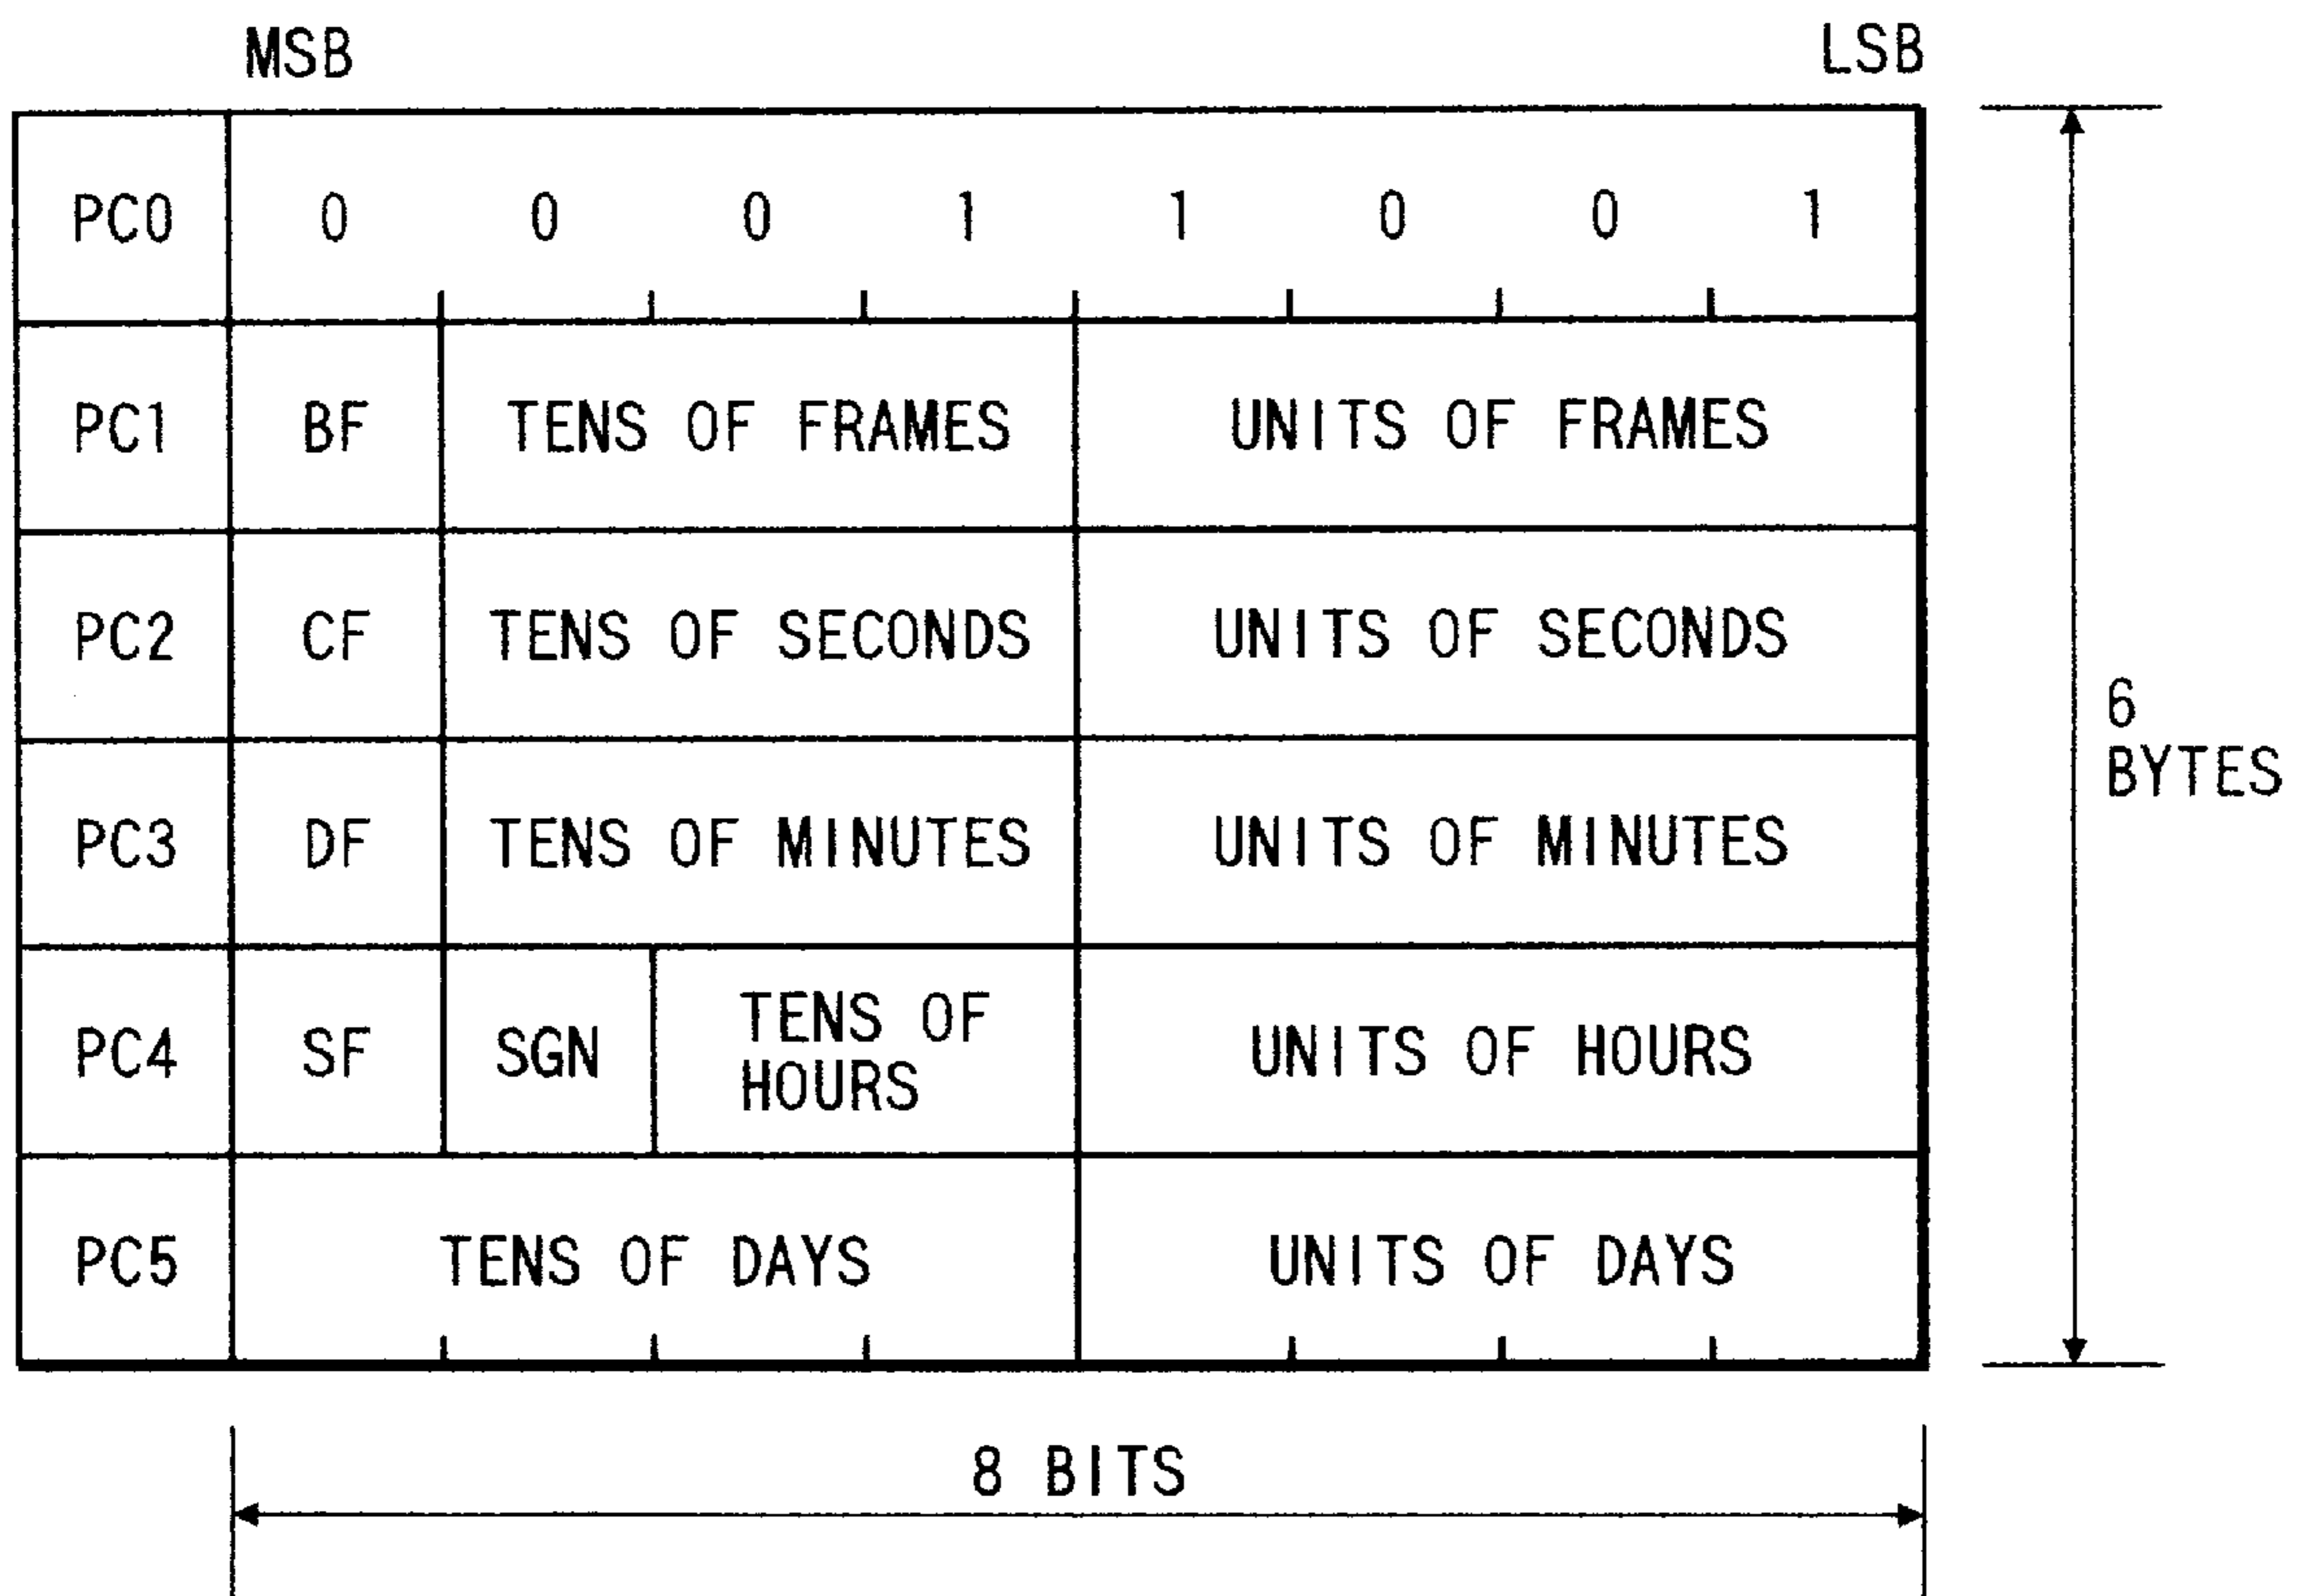 MSB LSB
PC0 0 0 0 1 1 0 0 1
PC1 BF TENS OF FRAMES UNITS OF FRAMES
PC2 CF TENS OF SECONDS UNITS OF SECONDS
PC3 DF TENS OF MINUTES UNITS OF MINUTES
PC4 SF SGN TENS OF
HOURS UNITS OF HOURS
PC5 TENS OF DAYS UNITS OF DAYS
6
BYTES
8 BITS